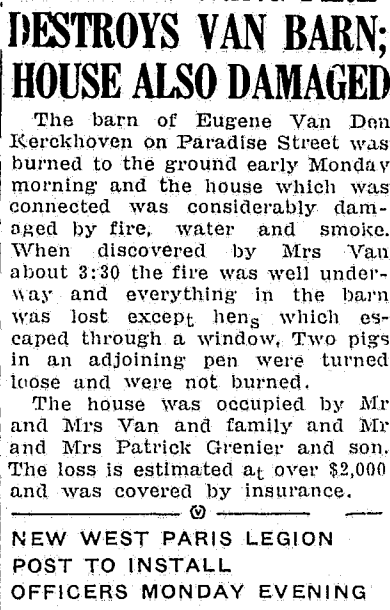 DESTROYS VAN BARN;
HOUSE ALSO DAMAGED
The barn of Eugene Van Den
Kerckhoven on Paradise Street was
burned to the ground early Monday
morning and the house which was
connected was considerably dam-
aged by fire, water and smoke.
When discovered by Mrs Van
about 3:30 the fire was well under-
way and everything in the barn
was lost except hens which es-
caped through a window. Two pigs
in an adjoining pen were turned
loose and were not burned.
The house was occupied by Mr
and Mrs Van and family and Mr
and Mrs Patrick Grenier and son.
The loss is estimated at over $2,000
and was covered by insurance.
NEW WEST PARIS LEGION
POST TO INSTALL
OFFICERS MONDAY EVENING